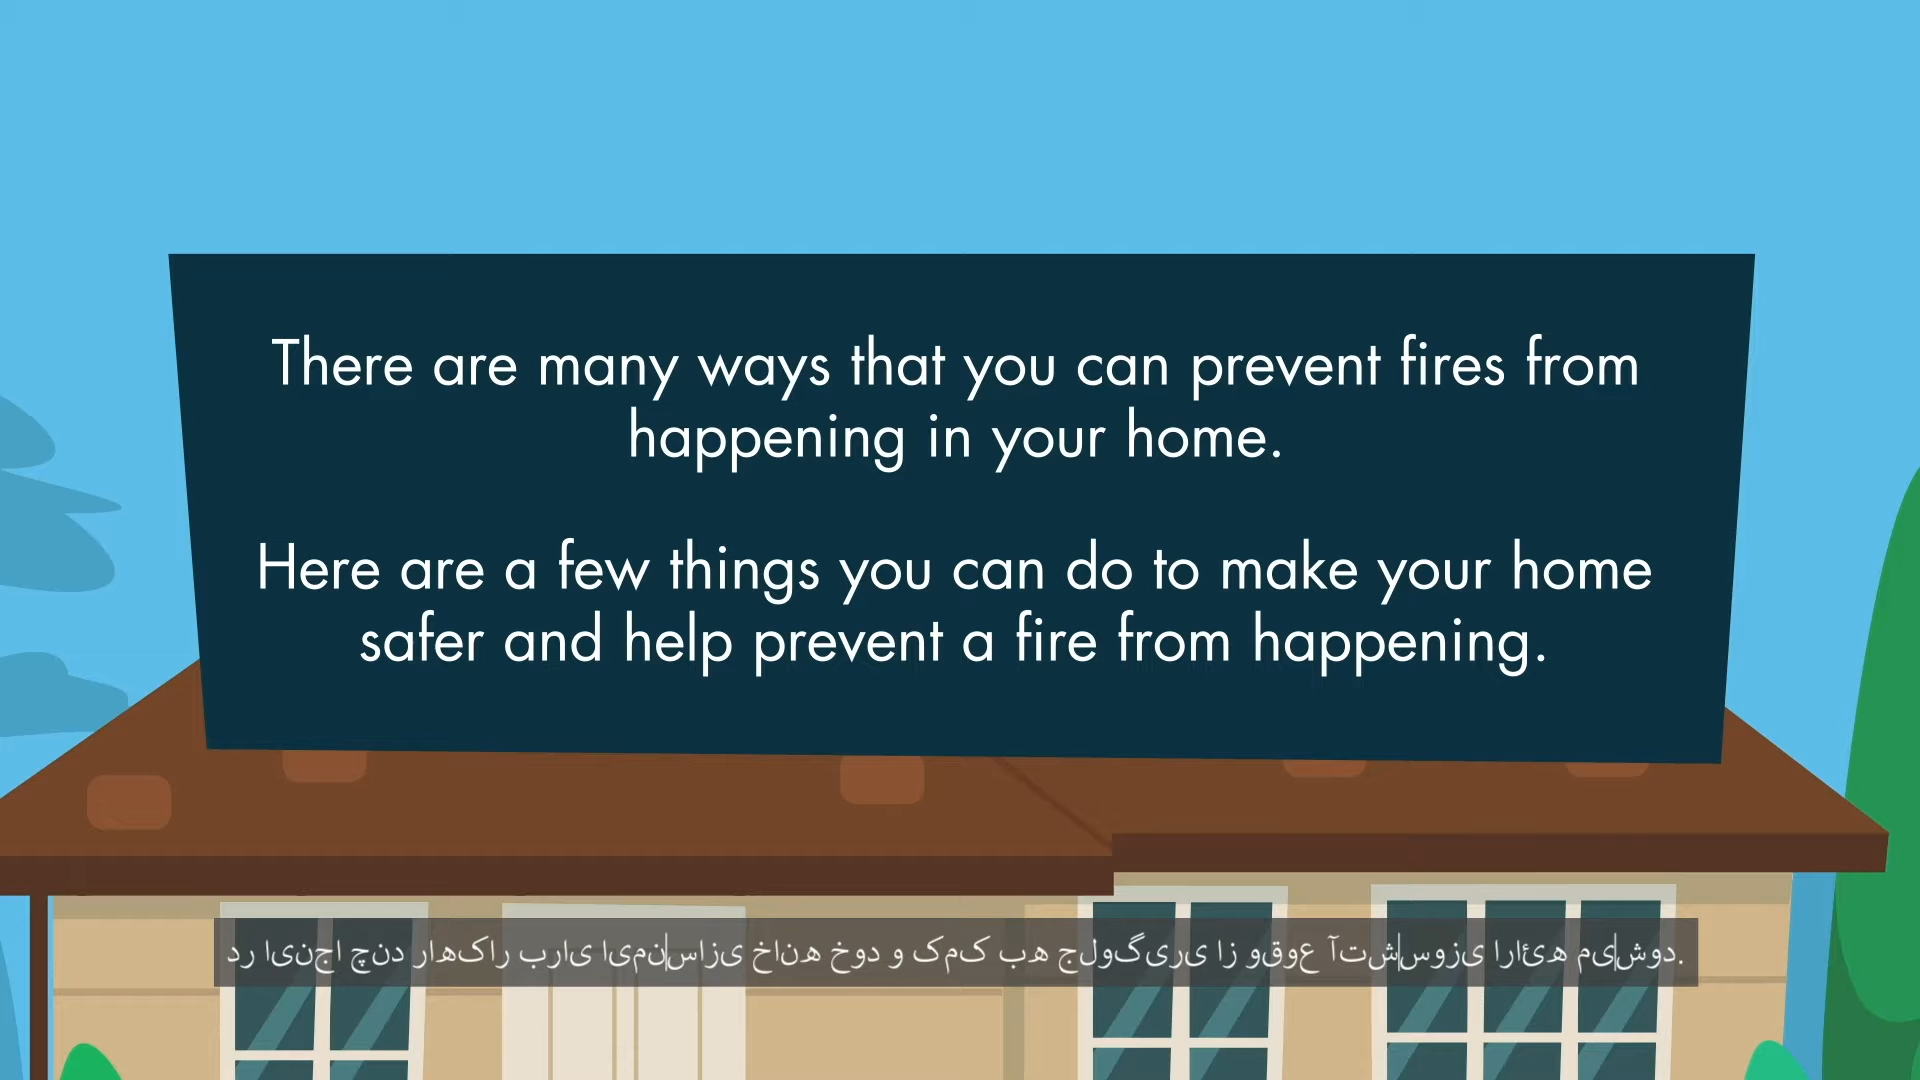 There are many ways that you can prevent fires from
happening in your home.
Here are a few things you can do to make your home
safer and help prevent a fire from happening.
در اینجا چند راهکار برای ایمن‌سازی خانه خود و کمک به جلوگیری از وقوع آتش‌سوزی ارائه می‌شود.